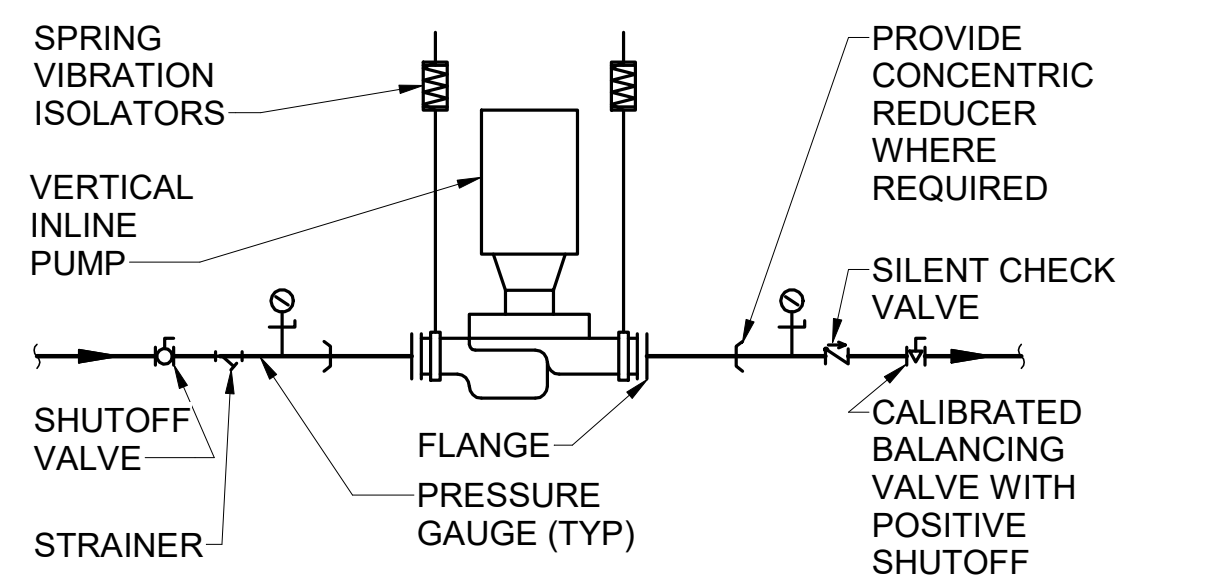 SPRING
VIBRATION
ISOLATORS
VERTICAL
INLINE
PUMP
SHUTOFF
VALVE
STRAINER
FLANGE
PRESSURE
GAUGE (TYP)
PROVIDE
CONCENTRIC
REDUCER
WHERE
REQUIRED
SILENT CHECK
VALVE
CALIBRATED
BALANCING
VALVE WITH
POSITIVE
SHUTOFF